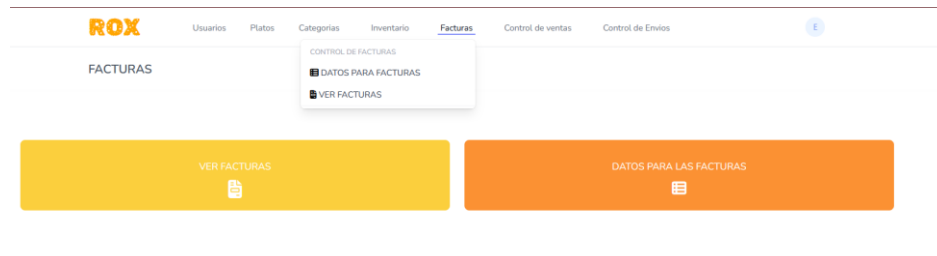 ROX Usuarios Platos Categorias Inventario Facturas Control de ventas Control de Envios E
CONTROL DE FACTURAS
FACTURAS
DATOS PARA FACTURAS
VER FACTURAS
VER FACTURAS
DATOS PARA LAS FACTURAS